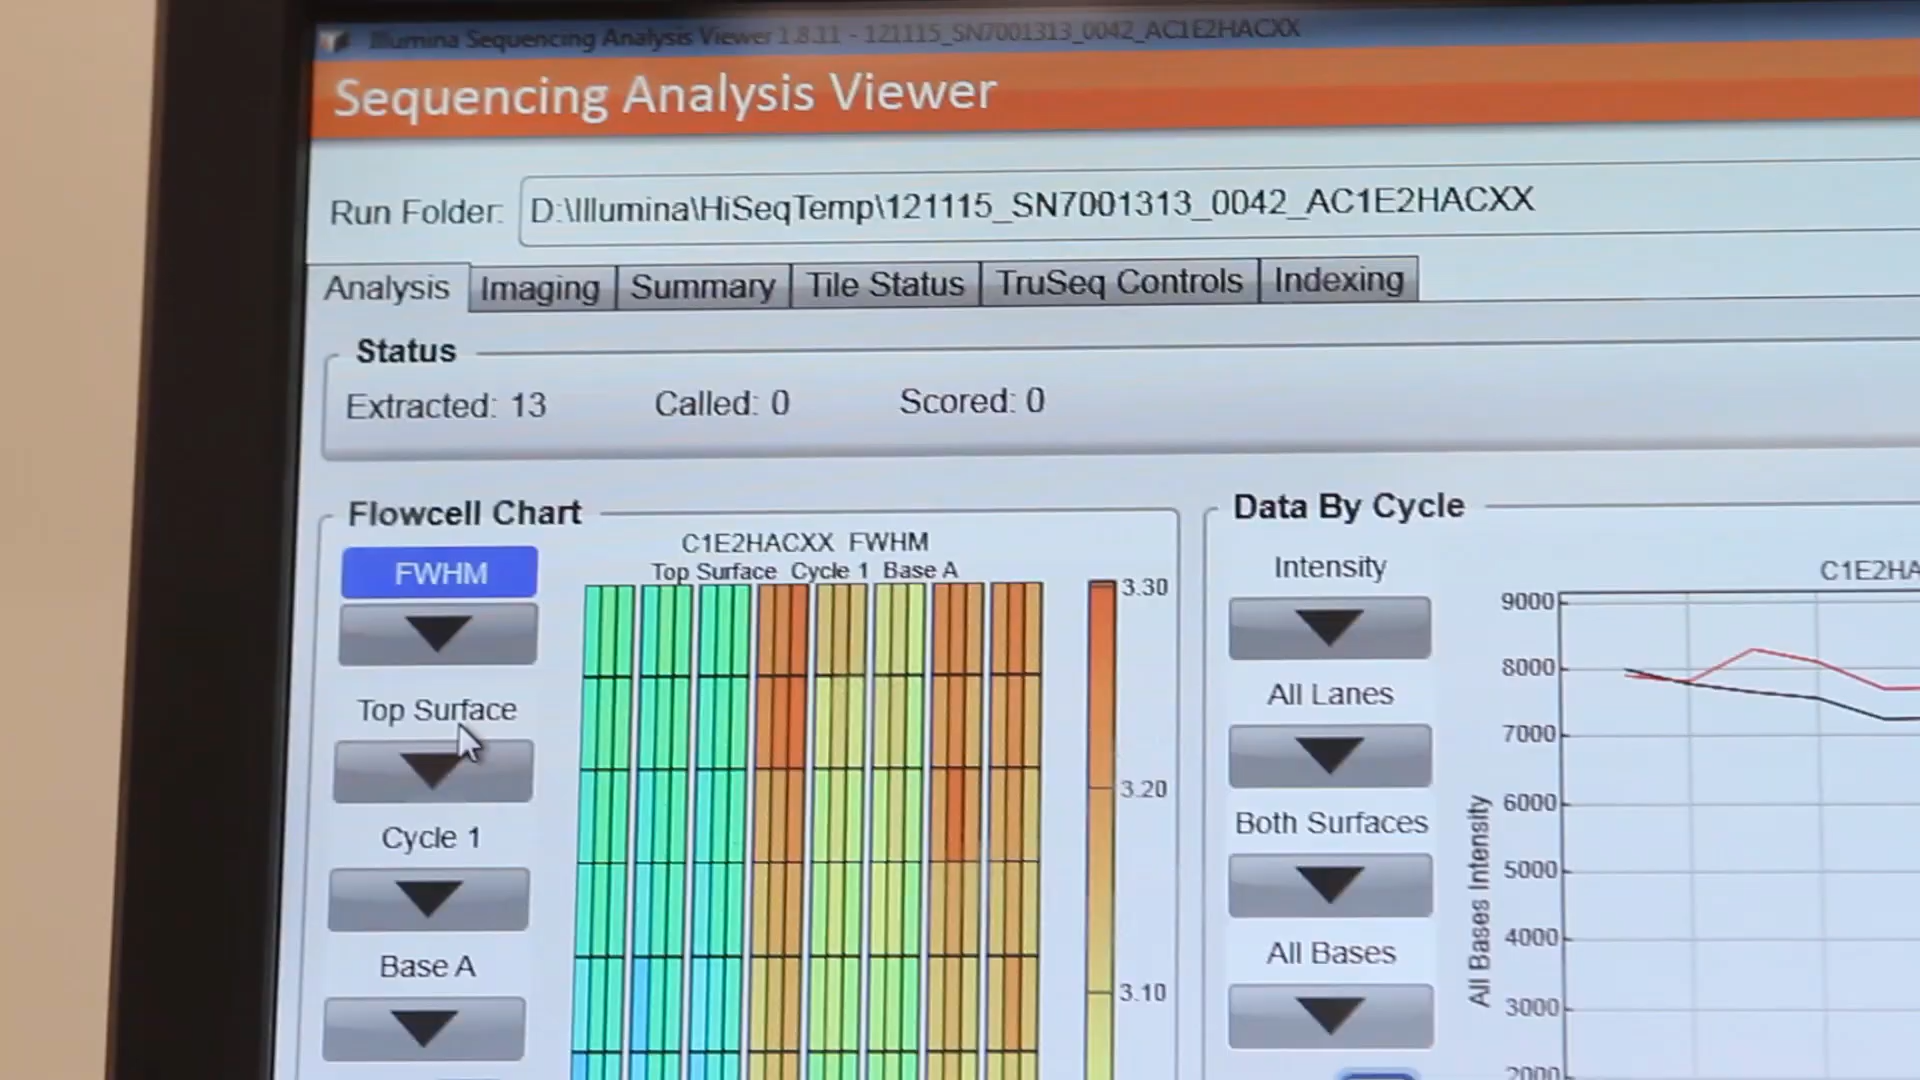 Illumina Sequencing Analysis Viewer 1.8.11 - 121115_SN7001313_0042_AC1E2HACXX
Sequencing Analysis Viewer
Run Folder: D:\Illumina\HiSeqTemp\121115_SN7001313_0042_AC1E2HACXX
Analysis Imaging Summary Tile Status TruSeq Controls Indexing
Status
Extracted: 13 Called: 0 Scored: 0
Flowcell Chart
FWHM
Top Surface
Cycle 1
Base A
C1E2HACXX FWHM
Top Surface Cycle 1 Base A
3.30
3.20
3.10
Data By Cycle
Intensity
All Lanes
Both Surfaces
All Bases
C1E2HA
All Bases Intensity
9000
8000
7000
6000
5000
4000
3000
2000